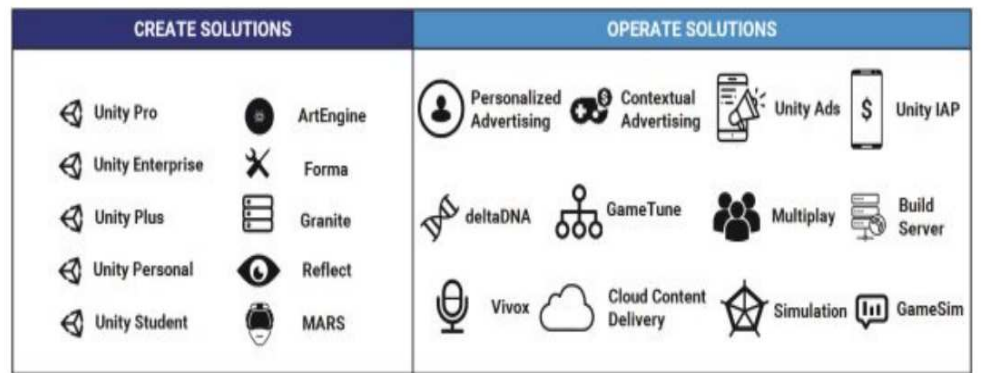 CREATE SOLUTIONS
OPERATE SOLUTIONS
Unity Pro
ArtEngine
Unity Enterprise
Forma
Unity Plus
Granite
Unity Personal
Reflect
Unity Student
MARS
Personalized
Advertising
Contextual
Advertising
Unity Ads
$
Unity IAP
deltaDNA
GameTune
Multiplay
Build
Server
Vivox
Cloud Content
Delivery
Simulation
GameSim